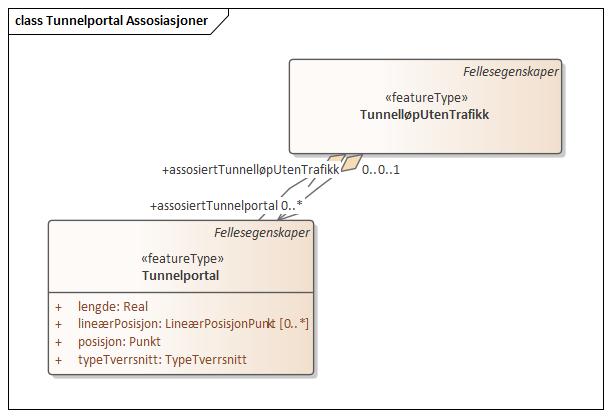 class Tunnelportal Assosiasjoner
Fellesegenskaper
«featureType»
TunnelløpUtenTrafikk
+assosiertTunnelløpUtenTrafikk 0..0..1
+assosiertTunnelportal 0..*
Fellesegenskaper
«featureType»
Tunnelportal
+ lengde: Real
+ lineærPosisjon: LineærPosisjonPunkt [0..*]
+ posisjon: Punkt
+ typeTverrsnitt: TypeTverrsnitt